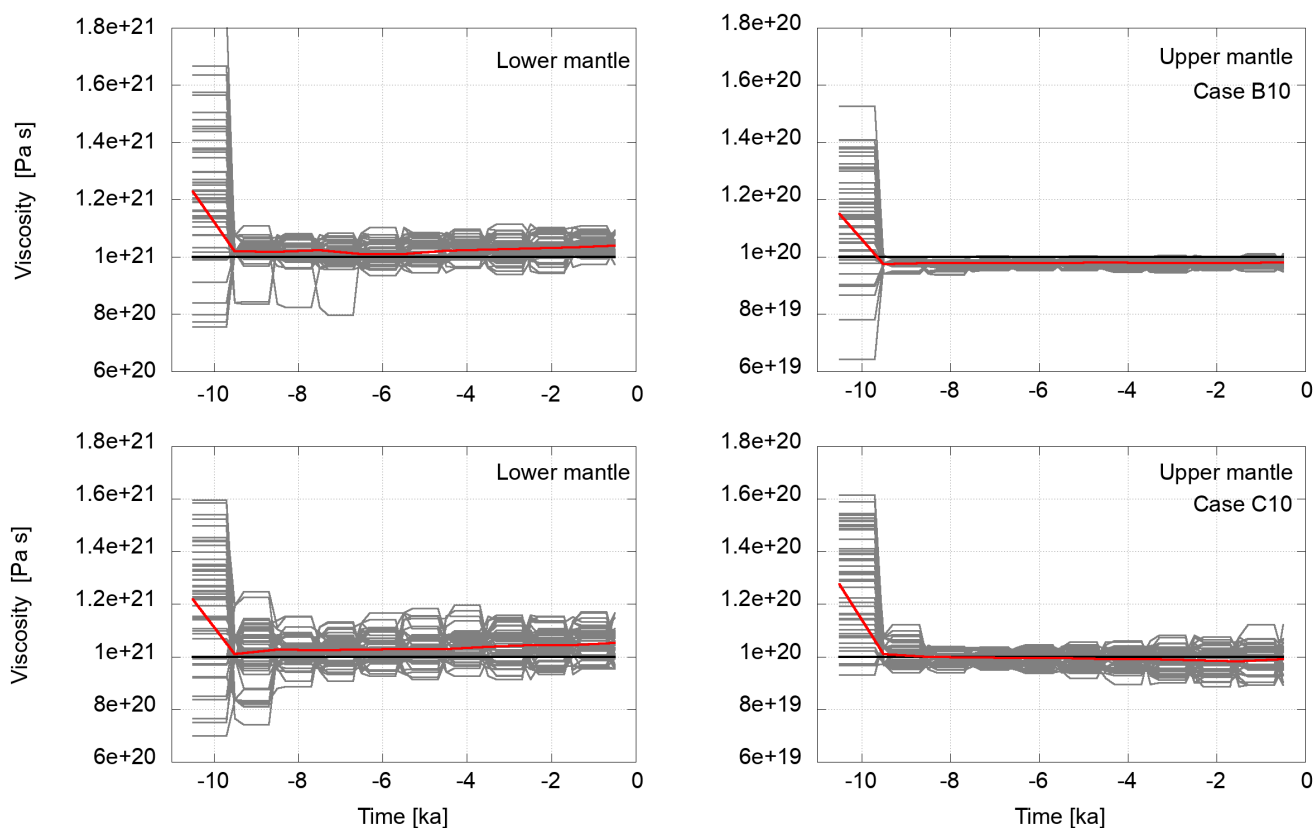 1.8e+21
1.6e+21
1.4e+21
1.2e+21
1e+21
8e+20
6e+20
-10
-8
-6
-4
-2
0
Viscosity [Pa s]
Lower mantle
1.8e+20
1.6e+20
1.4e+20
1.2e+20
1e+20
8e+19
6e+19
-10
-8
-6
-4
-2
0
Upper mantle
Case B10
1.8e+21
1.6e+21
1.4e+21
1.2e+21
1e+21
8e+20
6e+20
-10
-8
-6
-4
-2
0
Viscosity [Pa s]
Time [ka]
Lower mantle
1.8e+20
1.6e+20
1.4e+20
1.2e+20
1e+20
8e+19
6e+19
-10
-8
-6
-4
-2
0
Time [ka]
Upper mantle
Case C10